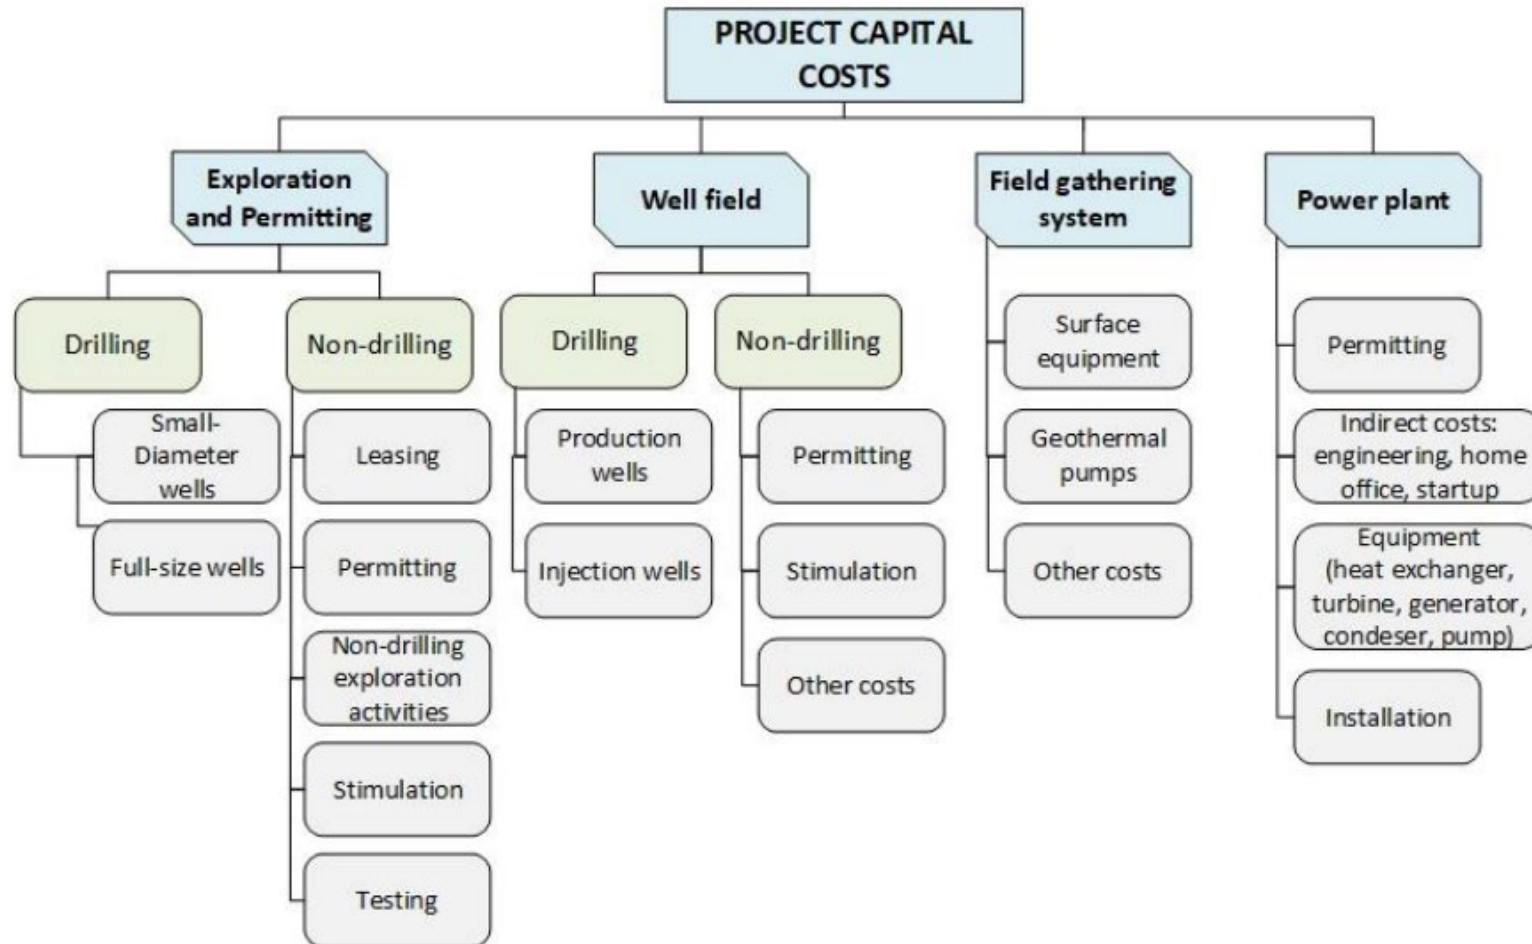 PROJECT CAPITAL
COSTS
Exploration
and Permitting
Well field
Field gathering
system
Power plant
Drilling
Non-drilling
Drilling
Non-drilling
Small-
Diameter
wells
Full-size wells
Leasing
Permitting
Non-drilling
exploration
activities
Stimulation
Testing
Production
wells
Injection wells
Permitting
Stimulation
Other costs
Surface
equipment
Geothermal
pumps
Other costs
Permitting
Indirect costs:
engineering, home
office, startup
Equipment
(heat exchanger,
turbine, generator,
condeser, pump)
Installation